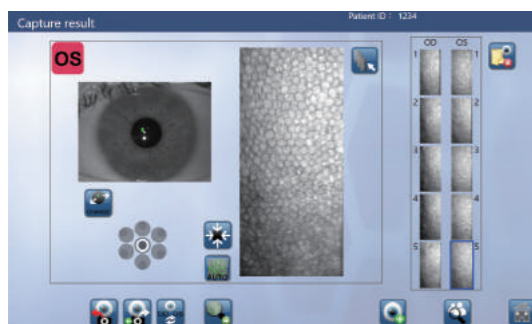 Capture result
Patient ID : 1234
OS
OD OS
1 1
2 2
3 3
4 4
5 5
AUTO